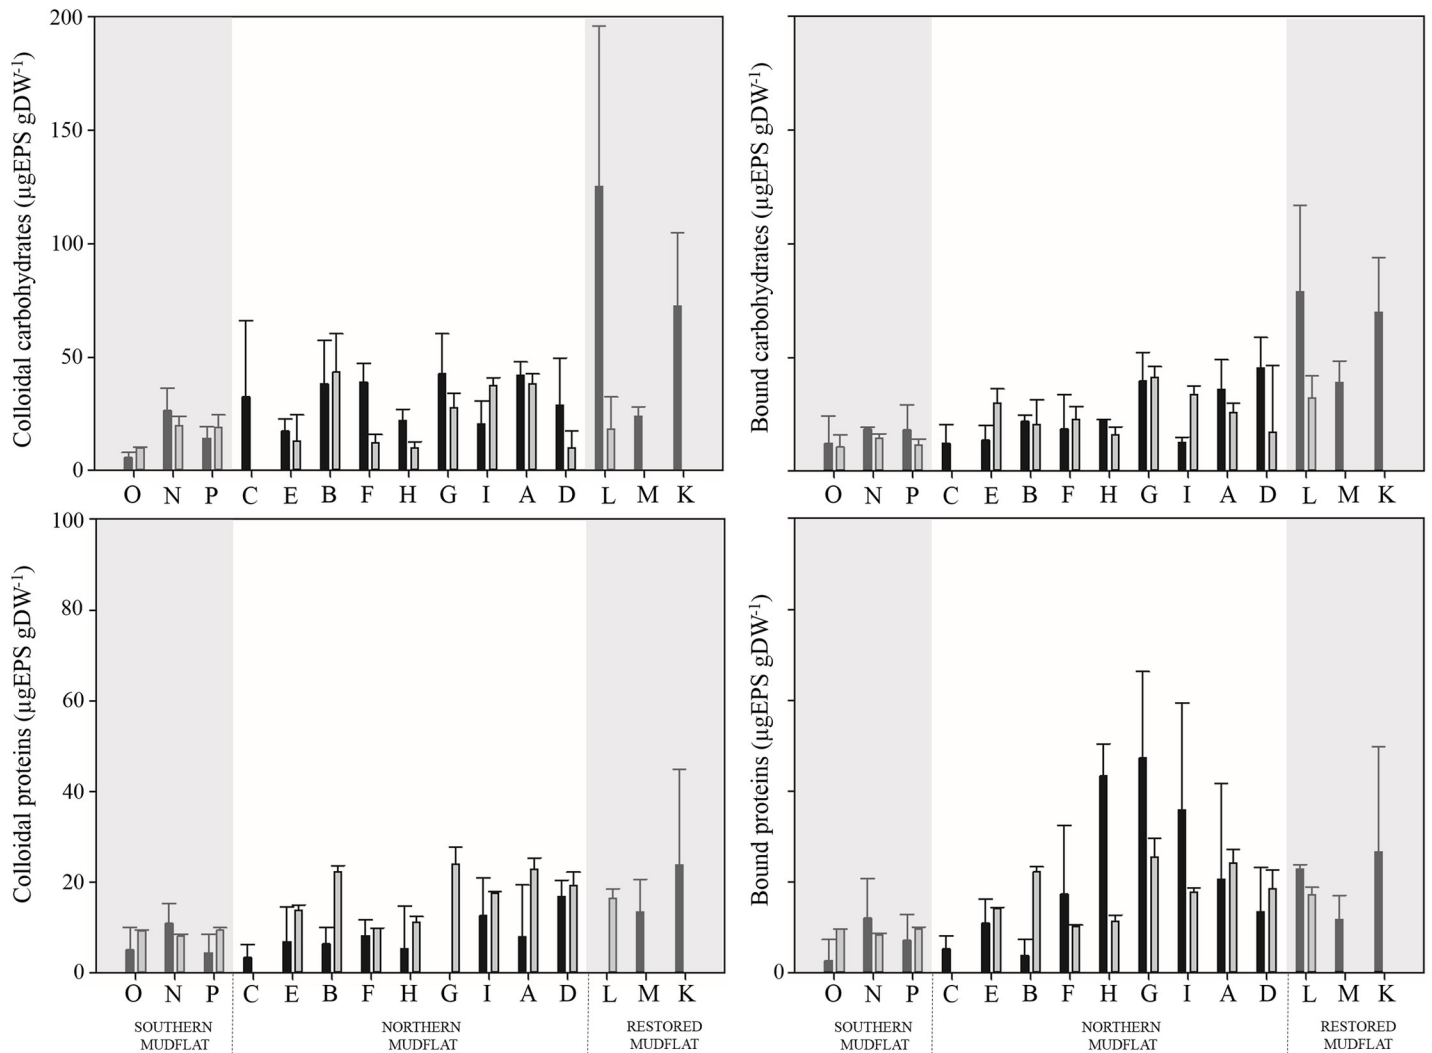 Colloidal carbohydrates (µgEPS gDW-1)
200
150
100
50
0
O N P C E B F H G I A D L M K
Bound carbohydrates (µgEPS gDW-1)
O N P C E B F H G I A D L M K
Colloidal proteins (µgEPS gDW-1)
100
80
60
40
20
0
O N P C E B F H G I A D L M K
SOUTHERN
MUDFLAT
NORTHERN
MUDFLAT
RESTORED
MUDFLAT
Bound proteins (µgEPS gDW-1)
0
O N P C E B F H G I A D L M K
SOUTHERN
MUDFLAT
NORTHERN
MUDFLAT
RESTORED
MUDFLAT